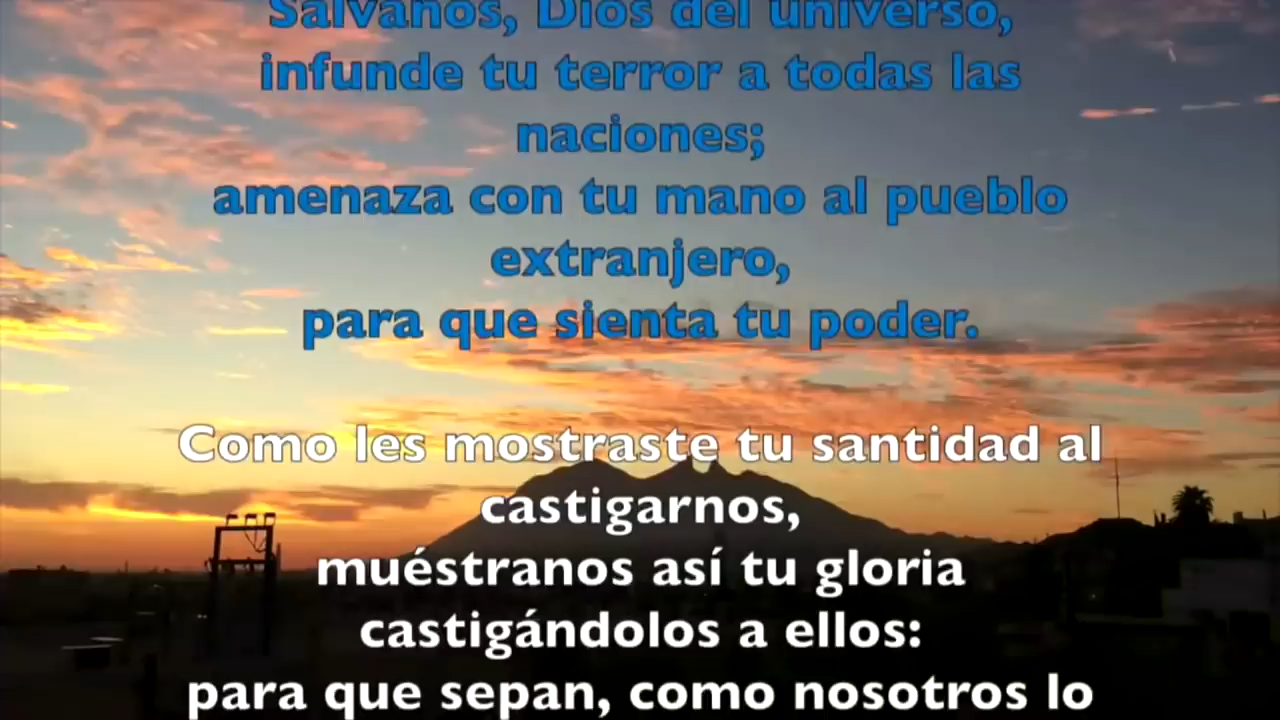 Sálvanos, Dios del universo,
infunde tu terror a todas las
naciones;
amenaza con tu mano al pueblo
extranjero,
para que sienta tu poder.
Como les mostraste tu santidad al
castigarnos,
muéstranos así tu gloria
castigándolos a ellos:
para que sepan, como nosotros lo